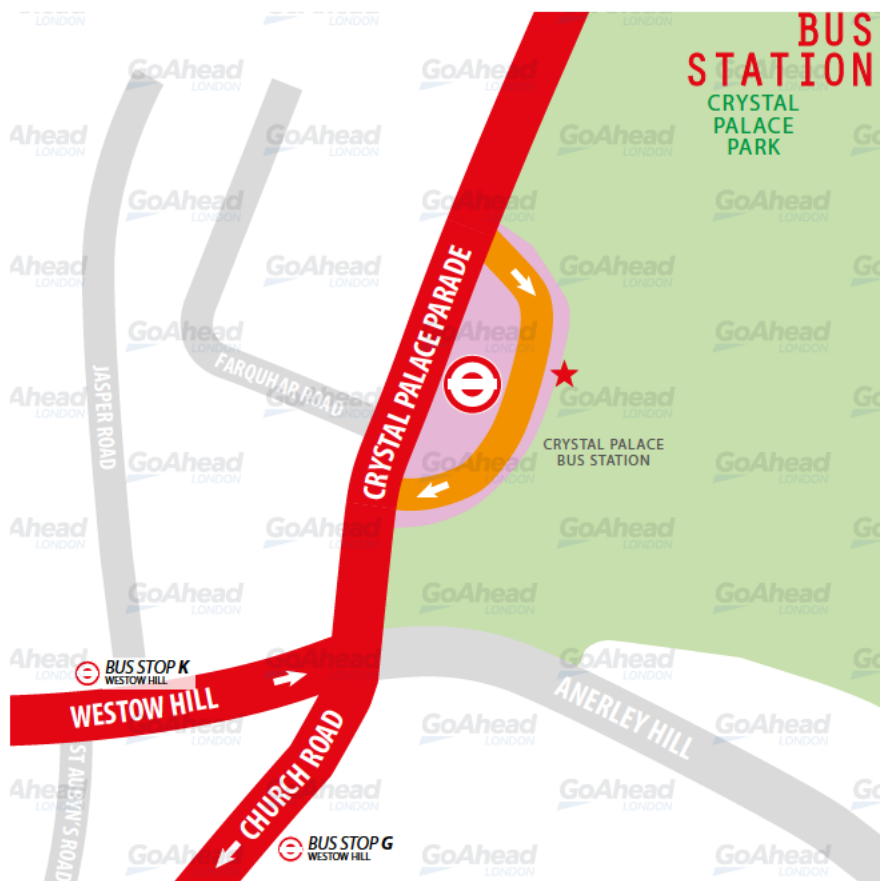 BUS
STATION
CRYSTAL
PALACE
PARK
CRYSTAL PALACE PARADE
FARQUHAR ROAD
JASPER ROAD
CRYSTAL PALACE
BUS STATION
BUS STOP K
WESTOW HILL
WESTOW HILL
ANERLEY HILL
CHURCH ROAD
ST AUBYN'S ROAD
BUS STOP G
WESTOW HILL
GoAhead
LONDON